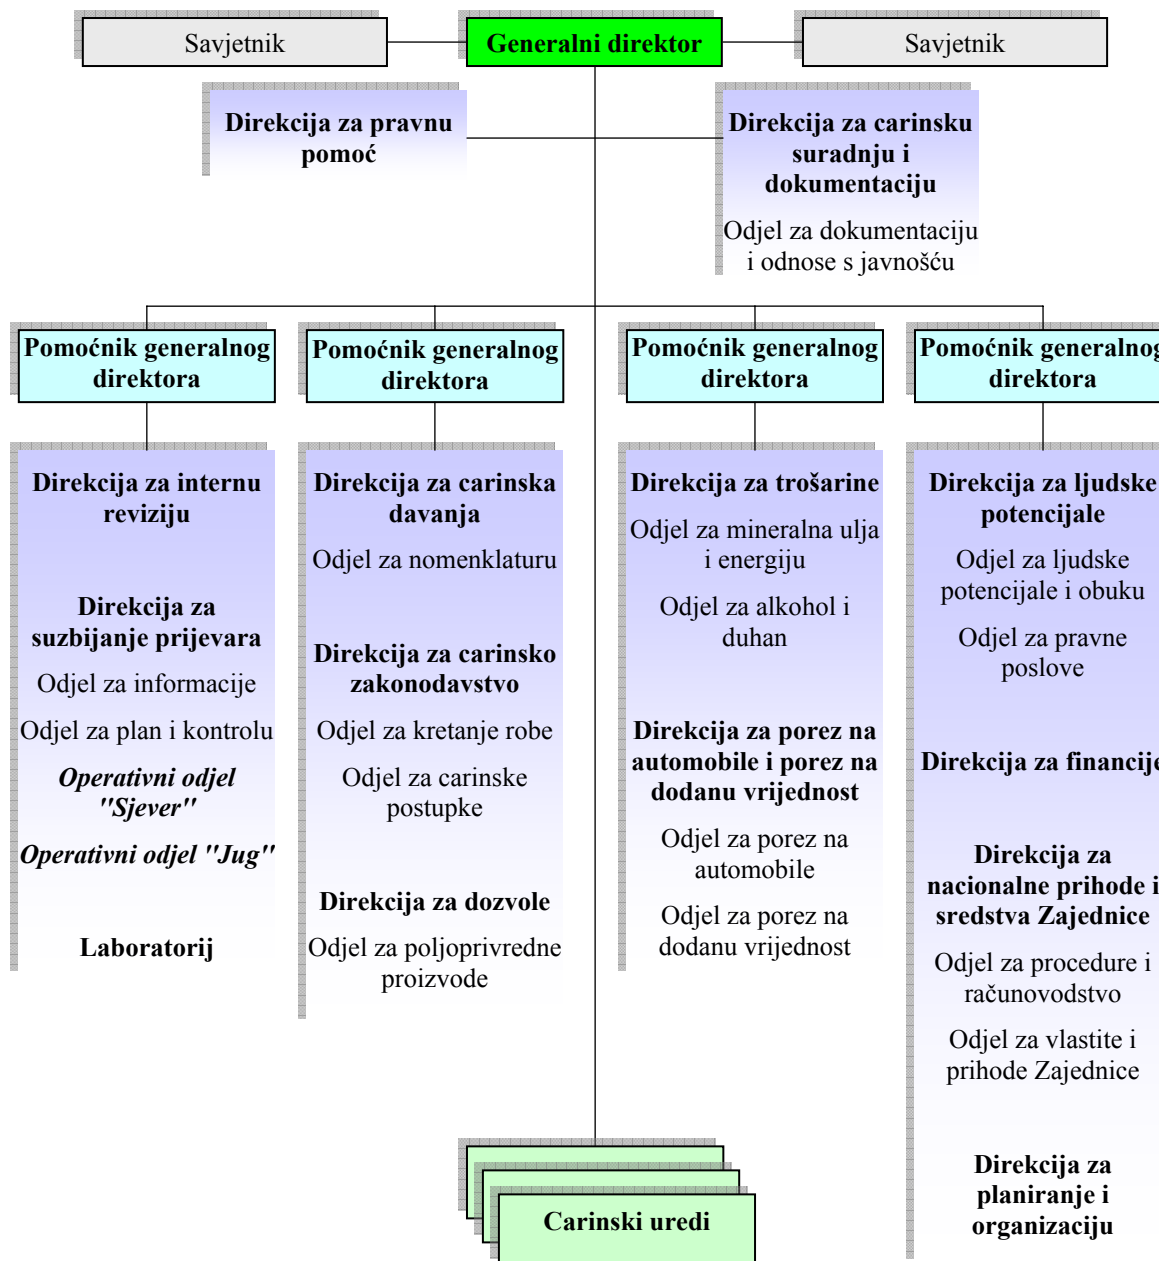 Savjetnik
Generalni direktor
Savjetnik
Direkcija za pravnu
pomoć
Direkcija za carinsku
suradnju i
dokumentaciju
Odjel za dokumentaciju
i odnose s javnošću
Pomoćnik generalnog
direktora
Pomoćnik generalnog
direktora
Pomoćnik generalnog
direktora
Pomoćnik generalnog
direktora
Direkcija za internu
reviziju
Direkcija za
suzbijanje prijevara
Odjel za informacije
Odjel za plan i kontrolu
Operativni odjel
"Sjever"
Operativni odjel "Jug"
Laboratorij
Direkcija za carinska
davanja
Odjel za nomenklaturu
Direkcija za carinsko
zakonodavstvo
Odjel za kretanje robe
Odjel za carinske
postupke
Direkcija za dozvole
Odjel za poljoprivredne
proizvode
Direkcija za trošarine
Odjel za mineralna ulja
i energiju
Odjel za alkohol i
duhan
Direkcija za porez na
automobile i porez na
dodanu vrijednost
Odjel za porez na
automobile
Odjel za porez na
dodanu vrijednost
Direkcija za ljudske
potencijale
Odjel za ljudske
potencijale i obuku
Odjel za pravne
poslove
Direkcija za financije
Direkcija za
nacionalne prihode i
sredstva Zajednice
Odjel za procedure i
računovodstvo
Odjel za vlastite i
prihode Zajednice
Direkcija za
planiranje i
organizaciju
Carinski uredi